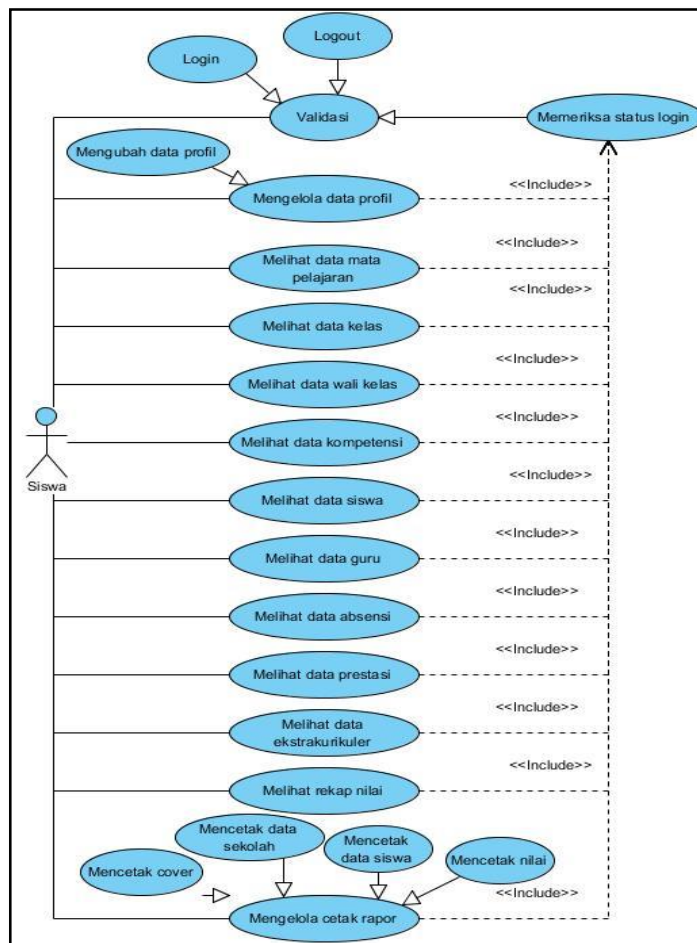 Logout
Login
Validasi
Memeriksa status login
Mengubah data profil
<<Include>>
Mengelola data profil
<<Include>>
Melihat data mata
pelajaran
<<Include>>
Melihat data kelas
<<Include>>
Melihat data wali kelas
<<Include>>
Melihat data kompetensi
Siswa
<<Include>>
Melihat data siswa
<<Include>>
Melihat data guru
<<Include>>
Melihat data absensi
<<Include>>
Melihat data prestasi
<<Include>>
Melihat data
ekstrakurikuler
<<Include>>
Melihat rekap nilai
Mencetak data
sekolah
Mencetak
data siswa
Mencetak nilai
Mencetak cover
<<Include>>
Mengelola cetak rapor